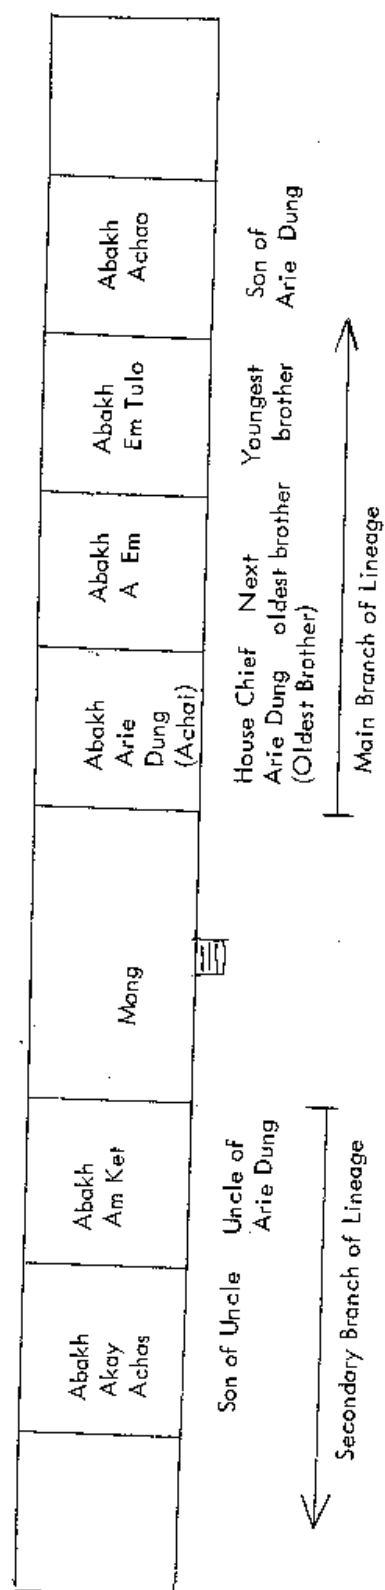 Abakh
Akay
Achas
Abakh
Am Ket
Mang
Abakh
Arie
Dung
(Achai)
Abakh
A Em
Abakh
Em Tulo
Abakh
Achao
Son of Uncle
Uncle of
Arie Dung
House Chief
Arie Dung
(Oldest Brother)
Next
oldest brother
Youngest
brother
Son of
Arie Dung
Secondary Branch of Lineage
Main Branch of Lineage